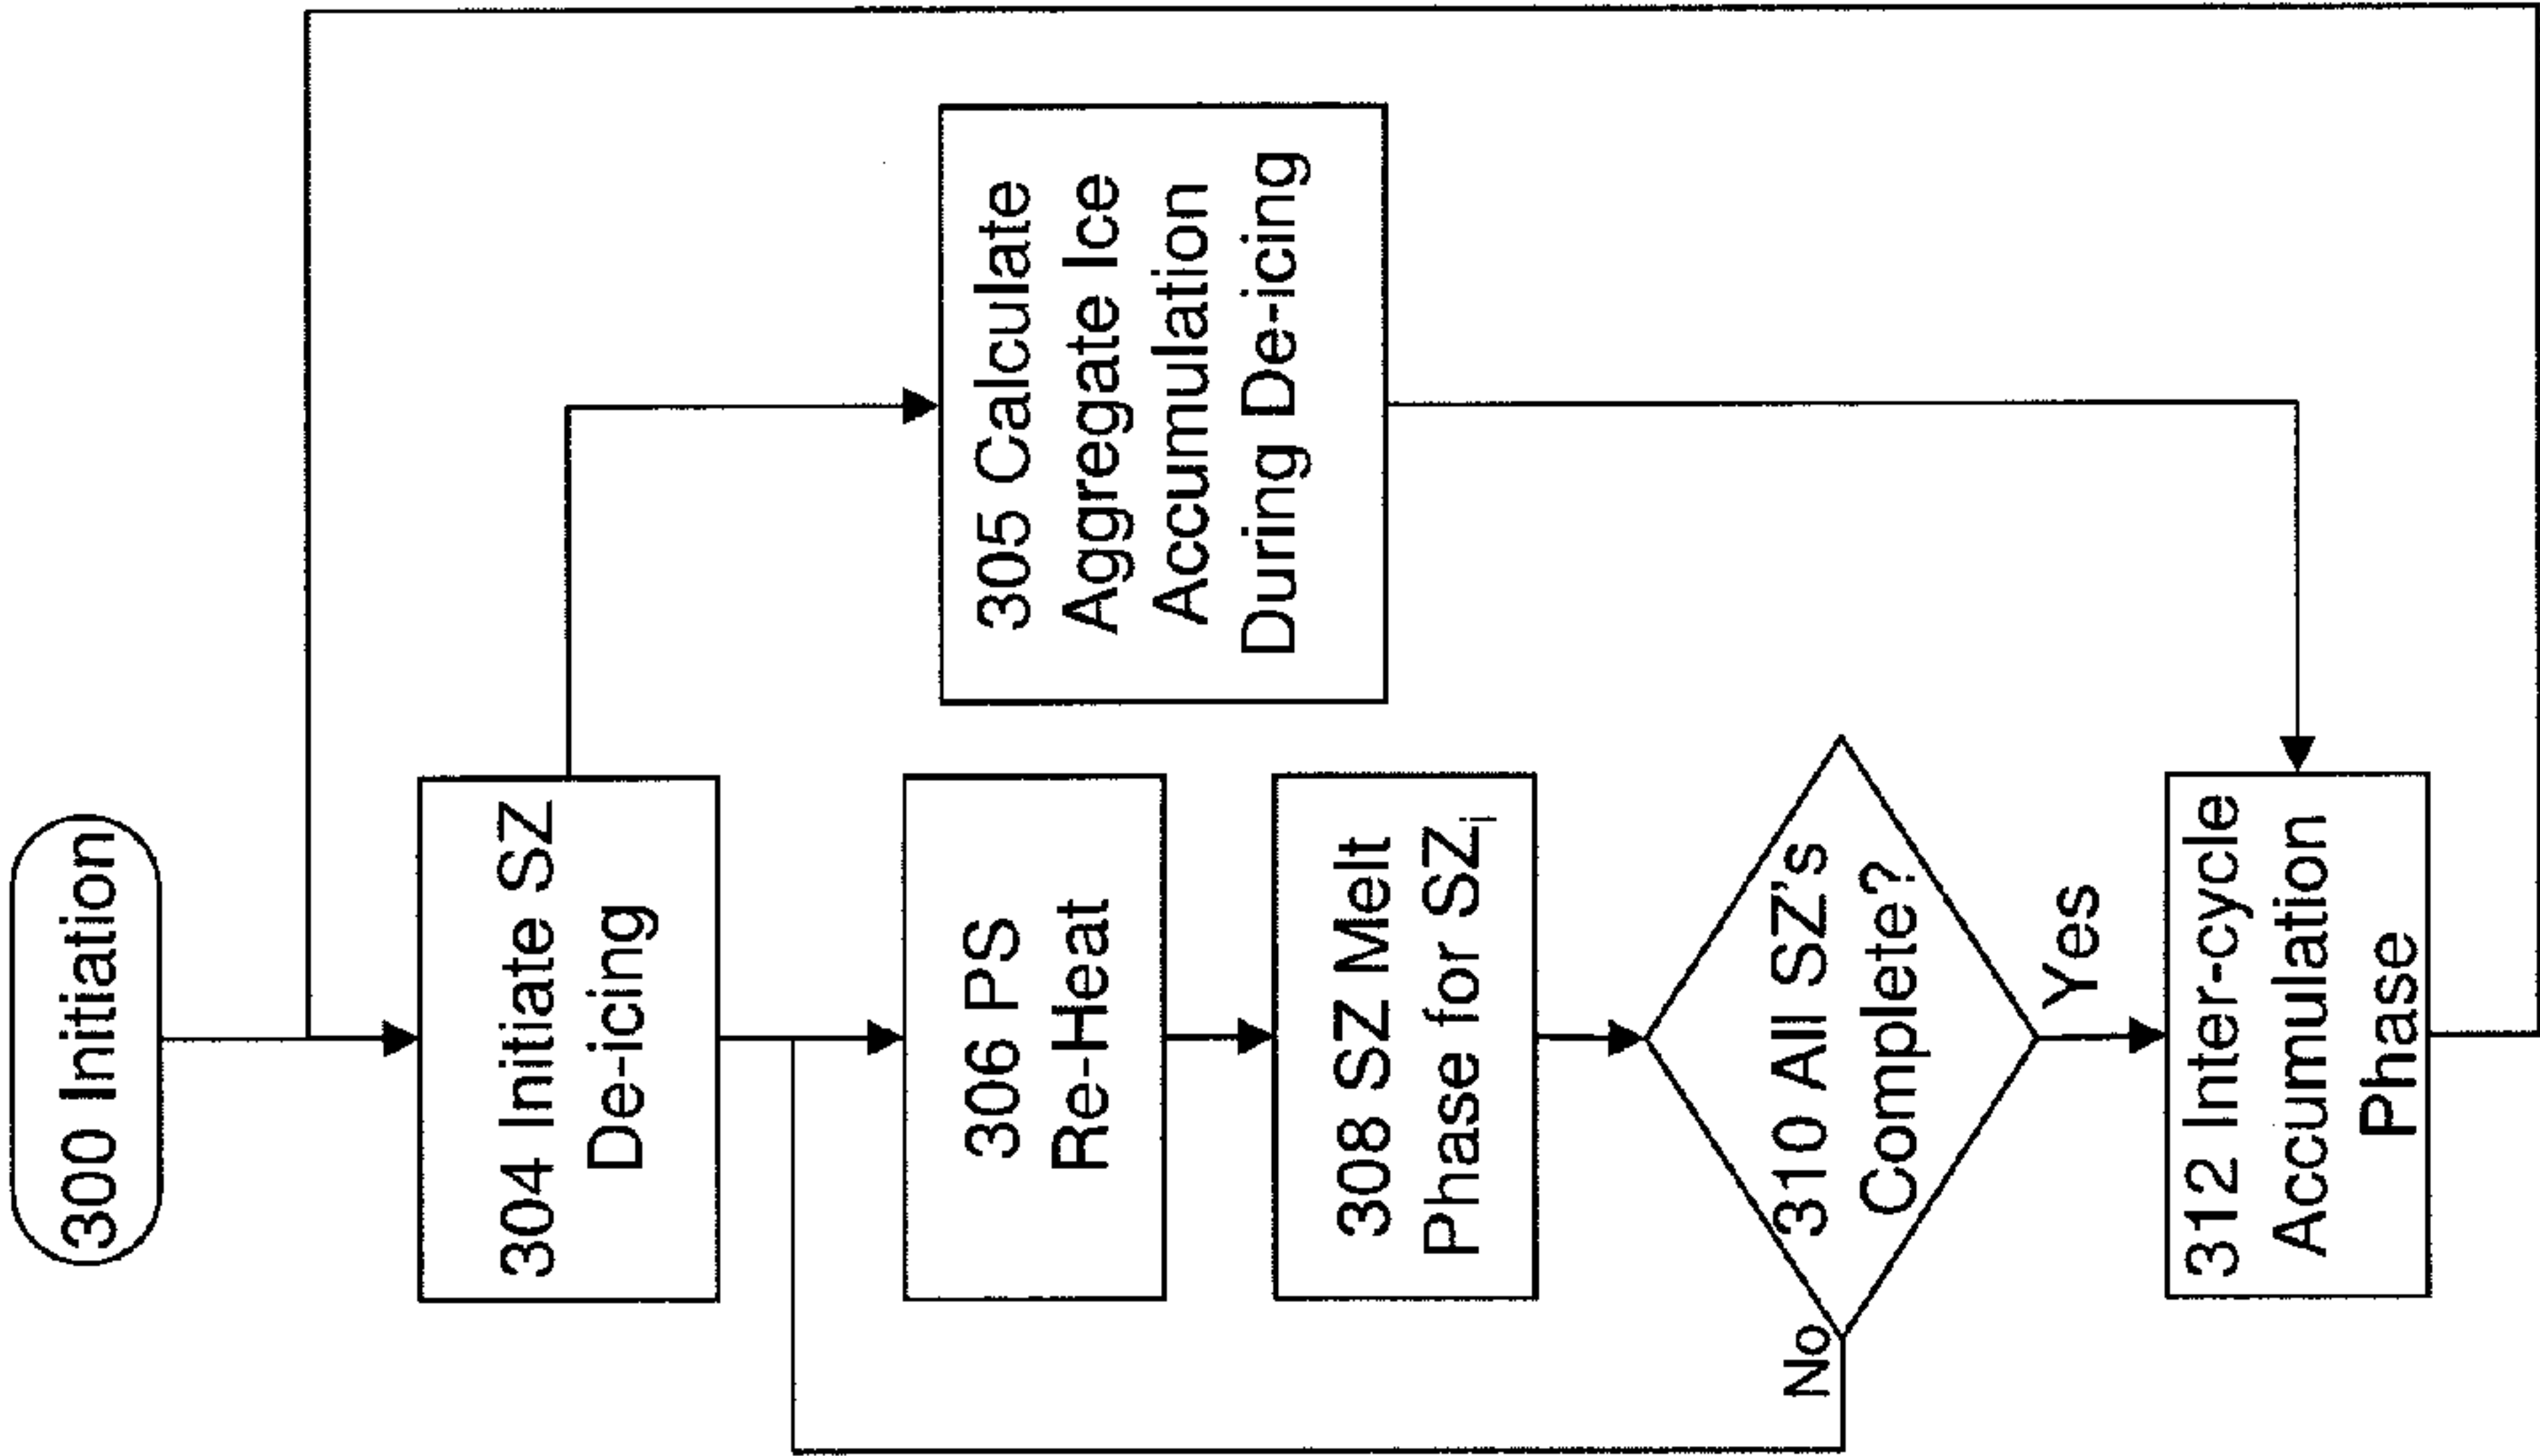 300 Initiation
304 Initiate SZ
De-icing
305 Calculate
Aggregate Ice
Accumulation
During De-icing
306 PS
Re-Heat
308 SZ Melt
Phase for SZi
310 All SZ's
Complete?
No
Yes
312 Inter-cycle
Accumulation
Phase